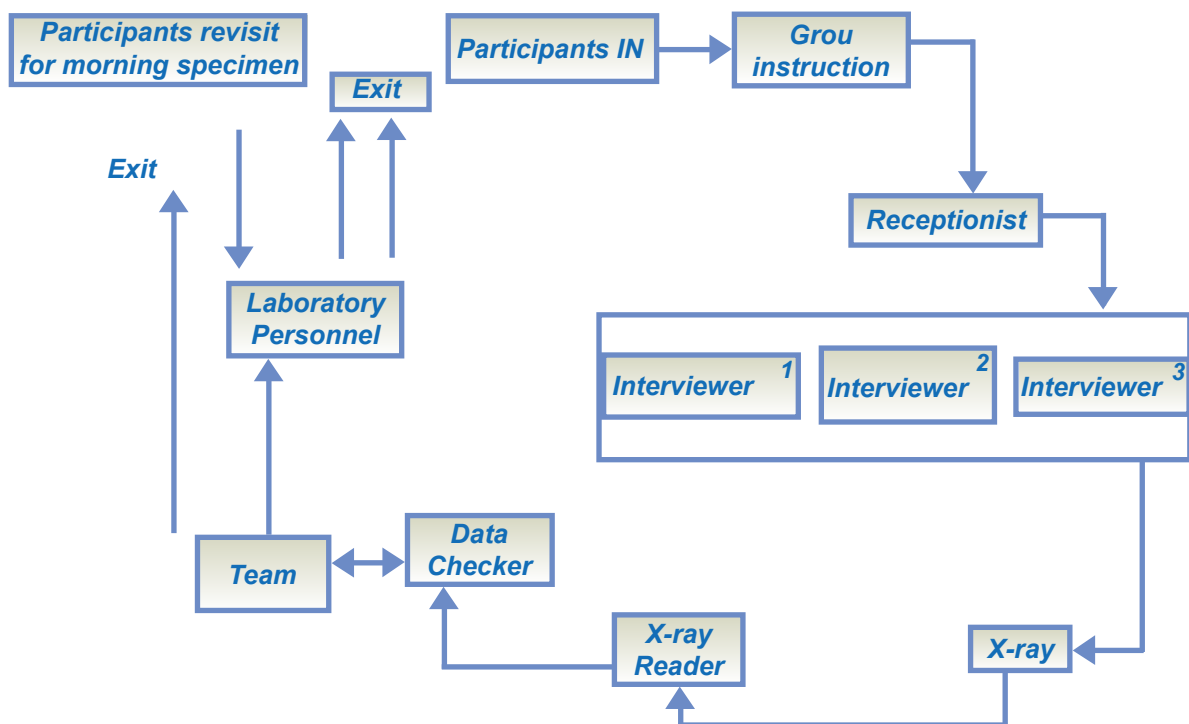 Participants revisit
for morning specimen
Exit
Participants IN
Grou
instruction
Exit
Receptionist
Laboratory
Personnel
Interviewer 1
Interviewer 2
Interviewer 3
Data
Checker
Team
X-ray
Reader
X-ray